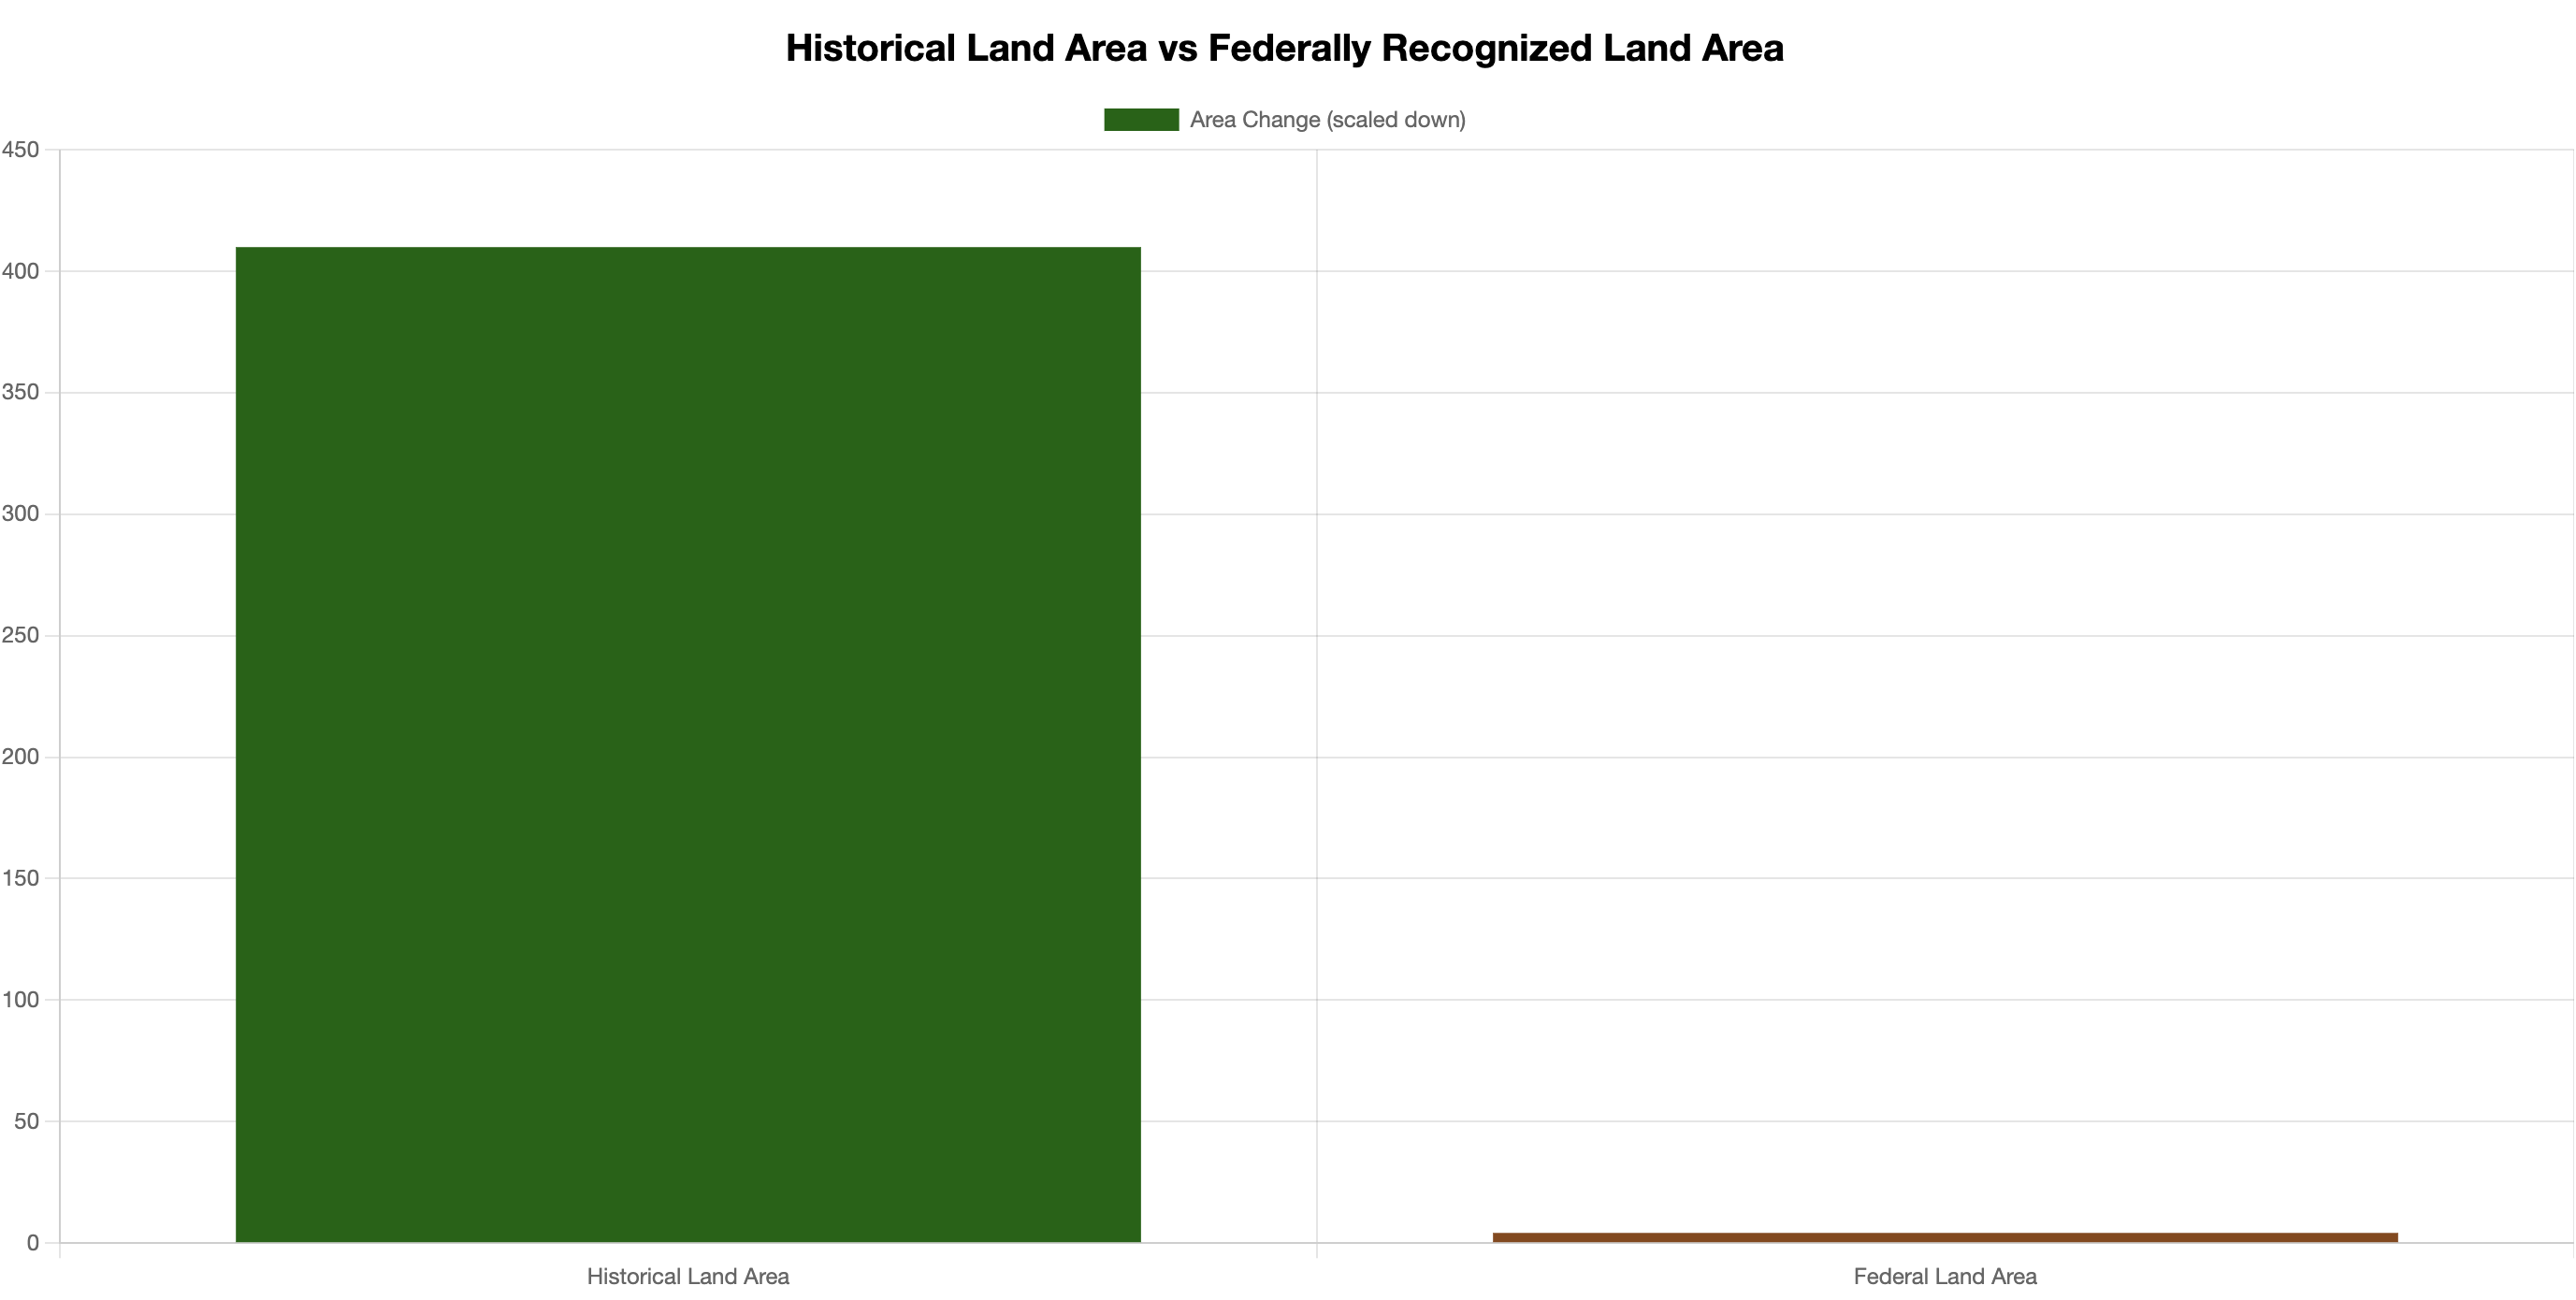 Historical Land Area vs Federally Recognized Land Area
Area Change (scaled down)
450
400
350
300
250
200
150
100
50
0
Historical Land Area
Federal Land Area